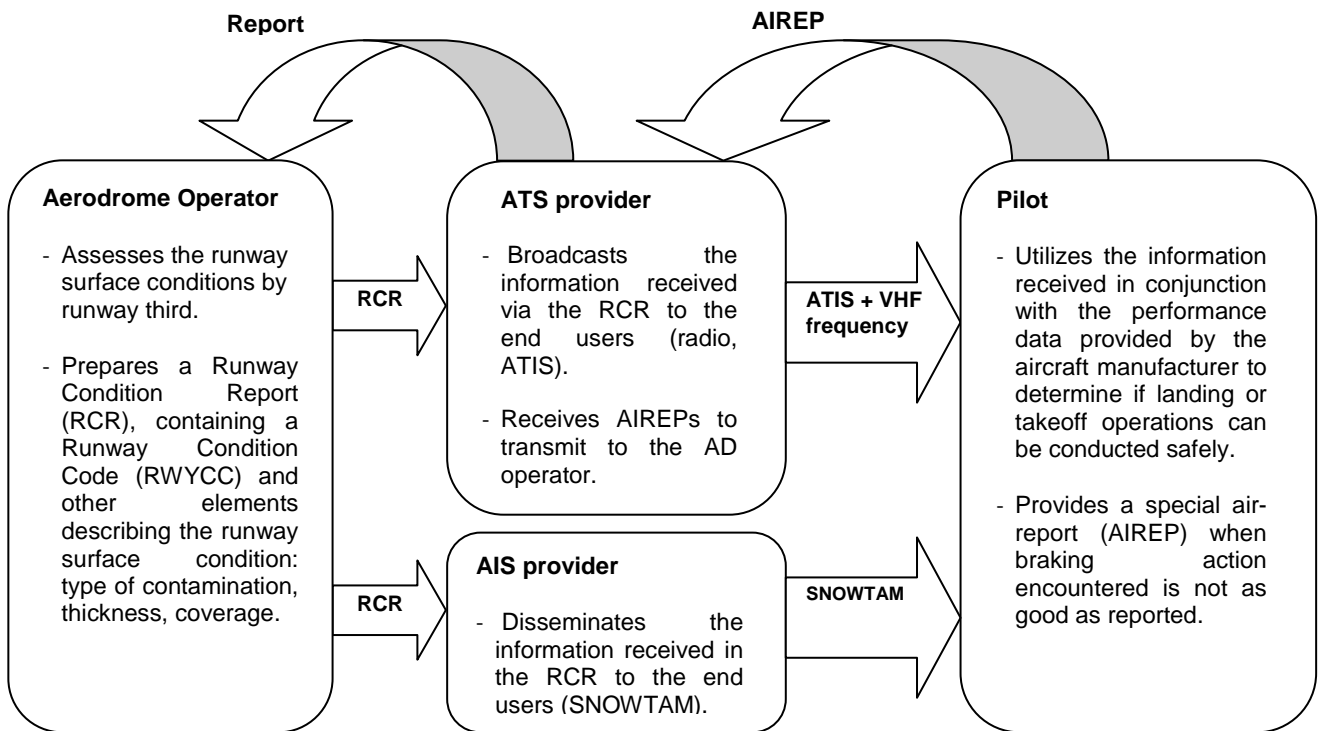 Report
AIREP
Aerodrome Operator
- Assesses the runway
surface conditions by
runway third.
- Prepares a Runway
Condition Report
(RCR), containing a
Runway Condition
Code (RWYCC) and
other elements
describing the runway
surface condition:
type of contamination,
thickness, coverage.
RCR
RCR
ATS provider
- Broadcasts the
information received
via the RCR to the
end users (radio,
ATIS).
- Receives AIREPs to
transmit to the AD
operator.
AIS provider
- Disseminates the
information received in
the RCR to the end
users (SNOWTAM).
ATIS + VHF
frequency
SNOWTAM
Pilot
- Utilizes the information
received in conjunction
with the performance
data provided by the
aircraft manufacturer to
determine if landing or
takeoff operations can
be conducted safely.
- Provides a special air-
report (AIREP) when
braking action
encountered is not as
good as reported.